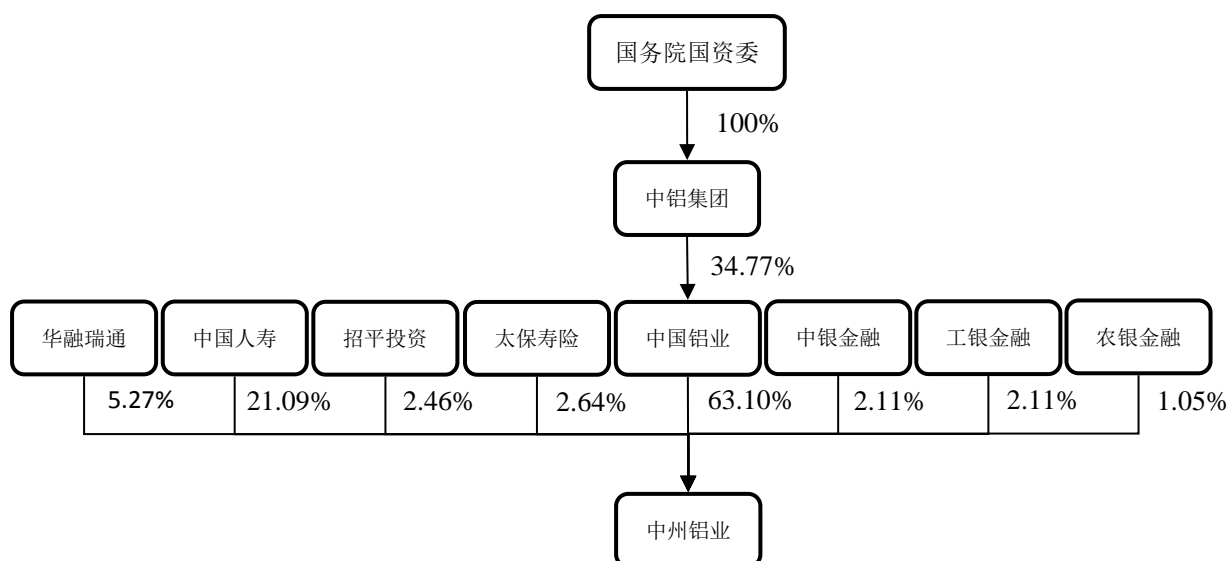 国务院国资委
100%
中铝集团
34.77%
华融瑞通 中国人寿 招平投资 太保寿险 中国铝业 中银金融 工银金融 农银金融
5.27% 21.09% 2.46% 2.64% 63.10% 2.11% 2.11% 1.05%
中州铝业